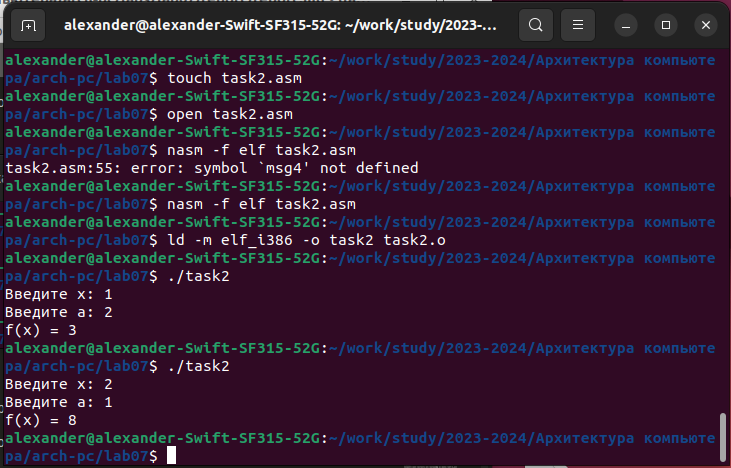 alexander@alexander-Swift-SF315-52G: ~/work/study/2023-...
alexander@alexander-Swift-SF315-52G:~/work/study/2023-2024/Архитектура компьюте
ра/arch-pc/lab07$ touch task2.asm
alexander@alexander-Swift-SF315-52G:~/work/study/2023-2024/Архитектура компьюте
ра/arch-pc/lab07$ open task2.asm
alexander@alexander-Swift-SF315-52G:~/work/study/2023-2024/Архитектура компьюте
ра/arch-pc/lab07$ nasm -f elf task2.asm
task2.asm:55: error: symbol `msg4' not defined
alexander@alexander-Swift-SF315-52G:~/work/study/2023-2024/Архитектура компьюте
ра/arch-pc/lab07$ nasm -f elf task2.asm
alexander@alexander-Swift-SF315-52G:~/work/study/2023-2024/Архитектура компьюте
ра/arch-pc/lab07$ ld -m elf_i386 -o task2 task2.o
alexander@alexander-Swift-SF315-52G:~/work/study/2023-2024/Архитектура компьюте
ра/arch-pc/lab07$ ./task2
Введите x: 1
Введите a: 2
f(x) = 3
alexander@alexander-Swift-SF315-52G:~/work/study/2023-2024/Архитектура компьюте
ра/arch-pc/lab07$ ./task2
Введите x: 2
Введите a: 1
f(x) = 8
alexander@alexander-Swift-SF315-52G:~/work/study/2023-2024/Архитектура компьюте
ра/arch-pc/lab07$